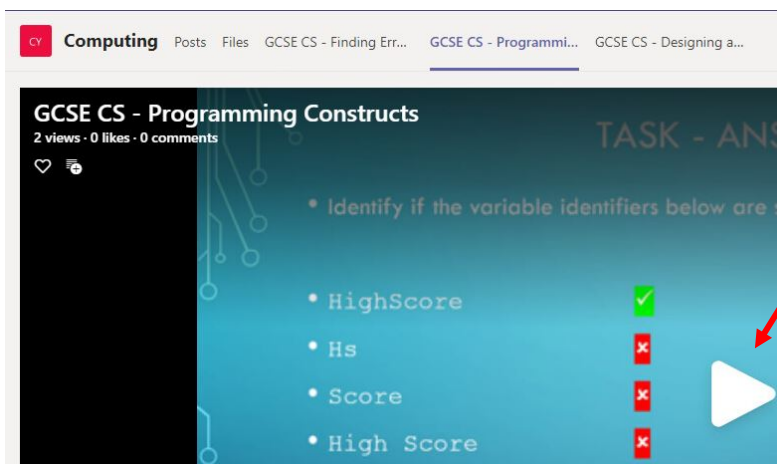 CY Computing Posts Files GCSE CS - Finding Err... GCSE CS - Programmi... GCSE CS - Designing a...
GCSE CS - Programming Constructs
2 views · 0 likes · 0 comments
TASK - ANS
• Identify if the variable identifiers below are
• HighScore
• Hs
• Score
• High Score